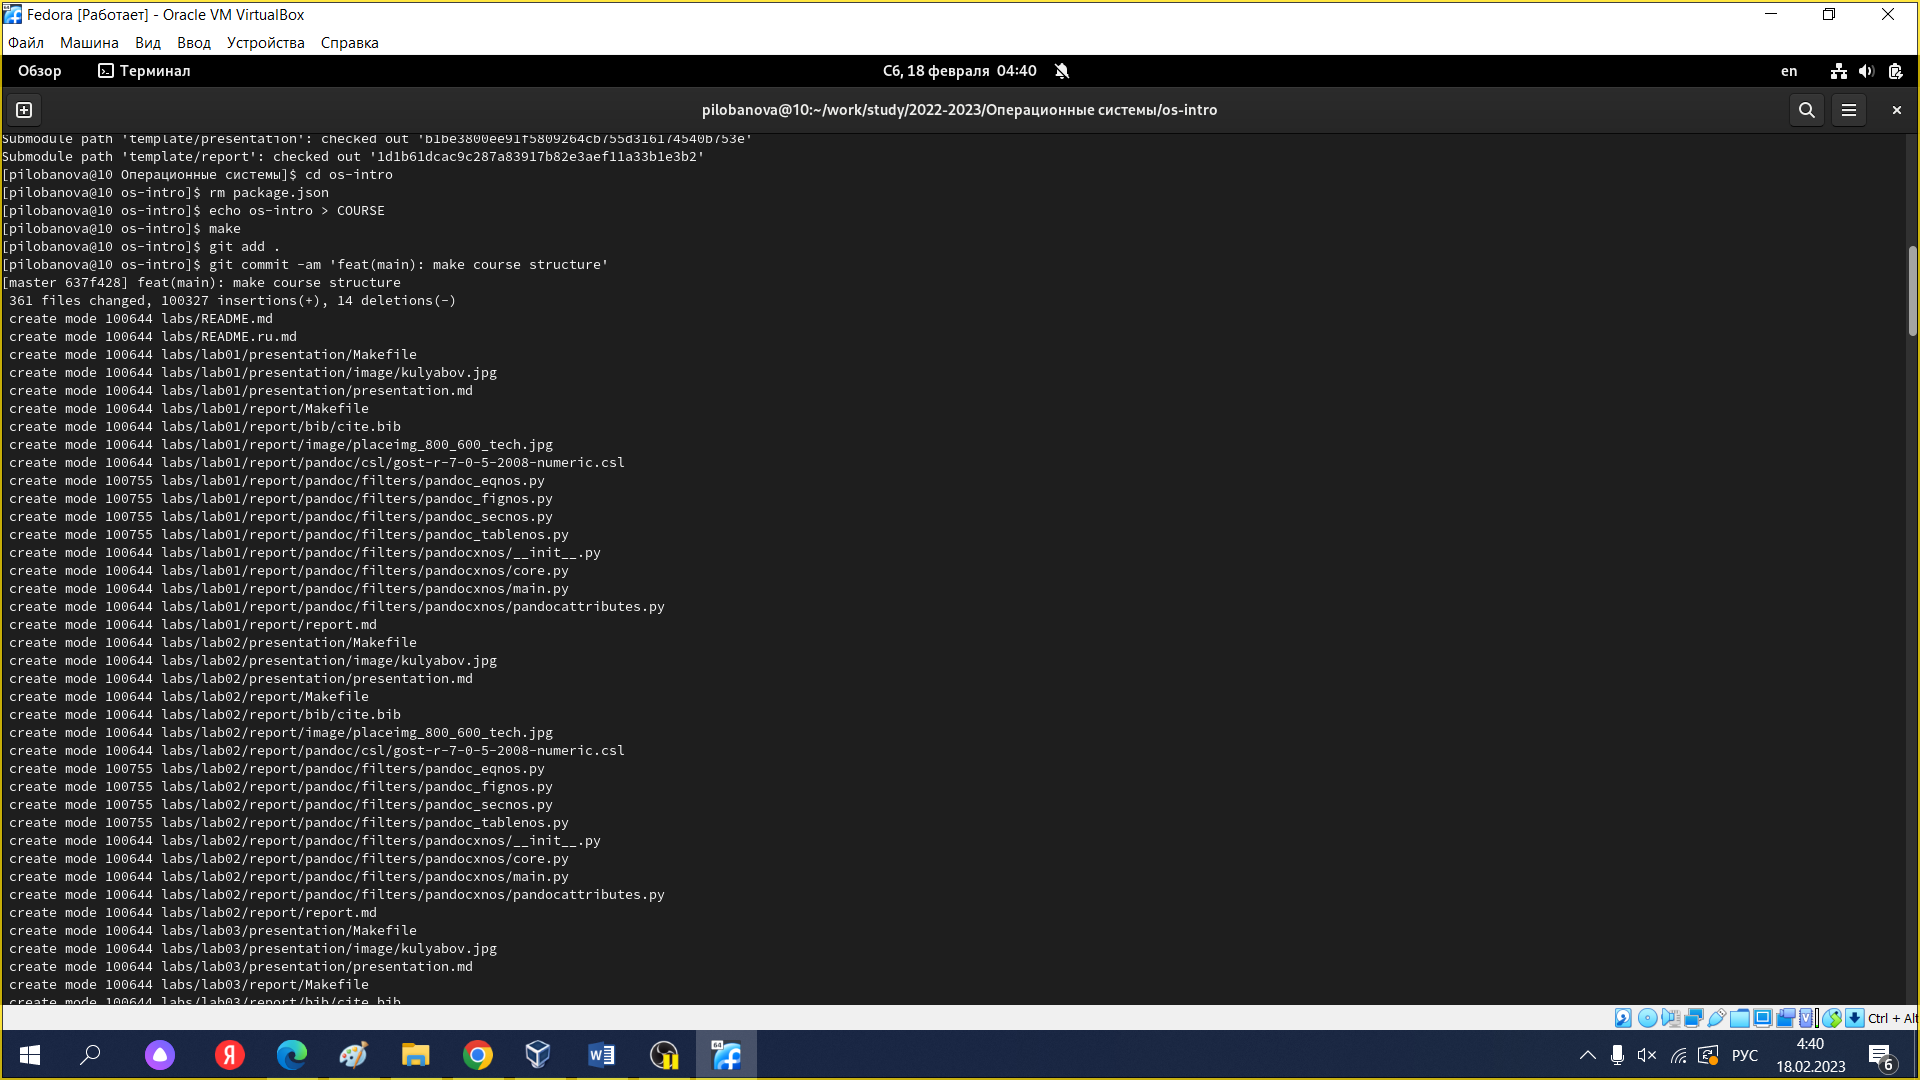 Fedora [Работает] - Oracle VM VirtualBox
Файл Машина Вид Ввод Устройства Справка
Обзор Терминал Сб, 18 февраля 04:40 en
pilobanova@10:~/work/study/2022-2023/Операционные системы/os-intro
Submodule path 'template/presentation': checked out 'b1be3800ee91f5809264cb755d316174540b753e'
Submodule path 'template/report': checked out '1d1b61dcac9c287a83917b82e3aef11a33b1e3b2'
[pilobanova@10 Операционные системы]$ cd os-intro
[pilobanova@10 os-intro]$ rm package.json
[pilobanova@10 os-intro]$ echo os-intro > COURSE
[pilobanova@10 os-intro]$ make
[pilobanova@10 os-intro]$ git add .
[pilobanova@10 os-intro]$ git commit -am 'feat(main): make course structure'
[master 637f428] feat(main): make course structure
361 files changed, 100327 insertions(+), 14 deletions(-)
create mode 100644 labs/README.md
create mode 100644 labs/README.ru.md
create mode 100644 labs/lab01/presentation/Makefile
create mode 100644 labs/lab01/presentation/image/kulyabov.jpg
create mode 100644 labs/lab01/presentation/presentation.md
create mode 100644 labs/lab01/report/Makefile
create mode 100644 labs/lab01/report/bib/cite.bib
create mode 100644 labs/lab01/report/image/placeimg_800_600_tech.jpg
create mode 100644 labs/lab01/report/pandoc/csl/gost-r-7-0-5-2008-numeric.csl
create mode 100755 labs/lab01/report/pandoc/filters/pandoc_eqnos.py
create mode 100755 labs/lab01/report/pandoc/filters/pandoc_fignos.py
create mode 100755 labs/lab01/report/pandoc/filters/pandoc_secnos.py
create mode 100755 labs/lab01/report/pandoc/filters/pandoc_tablenos.py
create mode 100644 labs/lab01/report/pandoc/filters/pandocxnos/__init__.py
create mode 100644 labs/lab01/report/pandoc/filters/pandocxnos/core.py
create mode 100644 labs/lab01/report/pandoc/filters/pandocxnos/main.py
create mode 100644 labs/lab01/report/pandoc/filters/pandocxnos/pandocattributes.py
create mode 100644 labs/lab01/report/report.md
create mode 100644 labs/lab02/presentation/Makefile
create mode 100644 labs/lab02/presentation/image/kulyabov.jpg
create mode 100644 labs/lab02/presentation/presentation.md
create mode 100644 labs/lab02/report/Makefile
create mode 100644 labs/lab02/report/bib/cite.bib
create mode 100644 labs/lab02/report/image/placeimg_800_600_tech.jpg
create mode 100644 labs/lab02/report/pandoc/csl/gost-r-7-0-5-2008-numeric.csl
create mode 100755 labs/lab02/report/pandoc/filters/pandoc_eqnos.py
create mode 100755 labs/lab02/report/pandoc/filters/pandoc_fignos.py
create mode 100755 labs/lab02/report/pandoc/filters/pandoc_secnos.py
create mode 100755 labs/lab02/report/pandoc/filters/pandoc_tablenos.py
create mode 100644 labs/lab02/report/pandoc/filters/pandocxnos/__init__.py
create mode 100644 labs/lab02/report/pandoc/filters/pandocxnos/core.py
create mode 100644 labs/lab02/report/pandoc/filters/pandocxnos/main.py
create mode 100644 labs/lab02/report/pandoc/filters/pandocxnos/pandocattributes.py
create mode 100644 labs/lab02/report/report.md
create mode 100644 labs/lab03/presentation/Makefile
create mode 100644 labs/lab03/presentation/image/kulyabov.jpg
create mode 100644 labs/lab03/presentation/presentation.md
create mode 100644 labs/lab03/report/Makefile
create mode 100644 labs/lab03/report/bib/cite.bib
Ctrl + Alt
РУС
4:40
18.02.2023
6